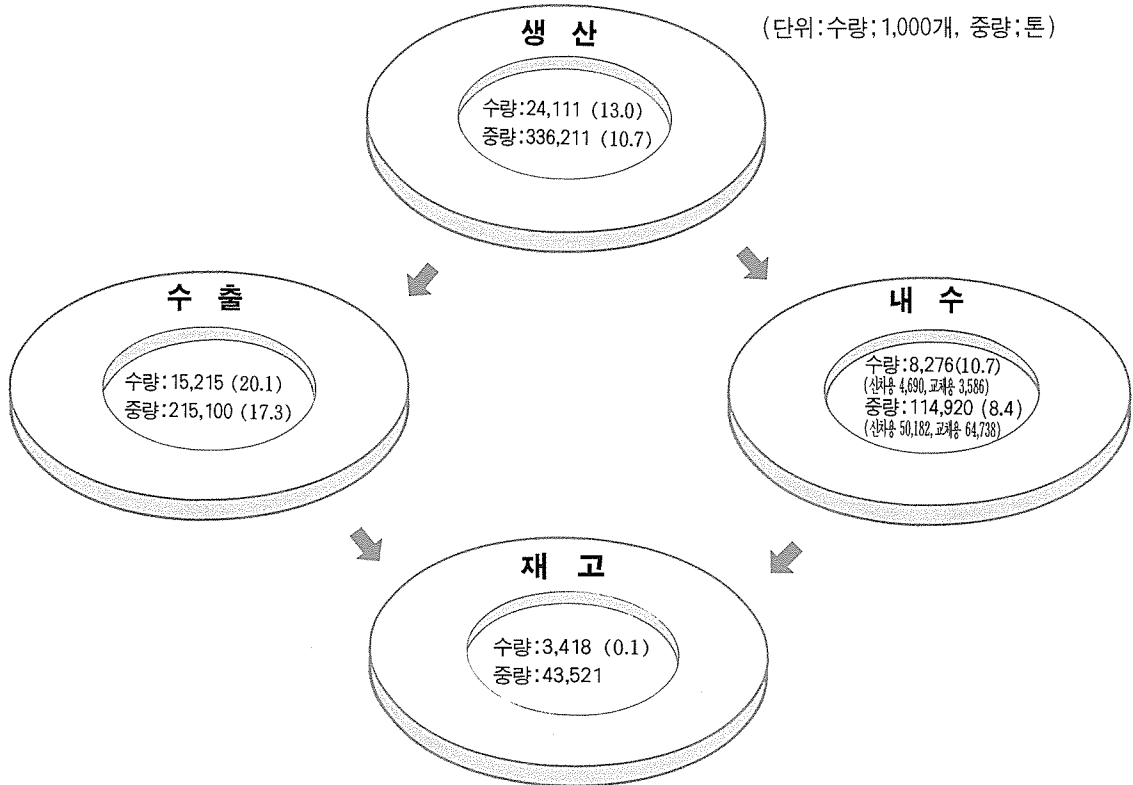 생 산
(단위:수량;1,000개, 중량;톤)
수량:24,111 (13.0)
중량:336,211 (10.7)
수 출
수량:15,215 (20.1)
중량:215,100 (17.3)
내 수
수량:8,276(10.7)
(신차용 4,690, 교체용 3,586)
중량:114,920 (8.4)
(신차용 50,182, 교체용 64,738)
재 고
수량:3,418 (0.1)
중량:43,521